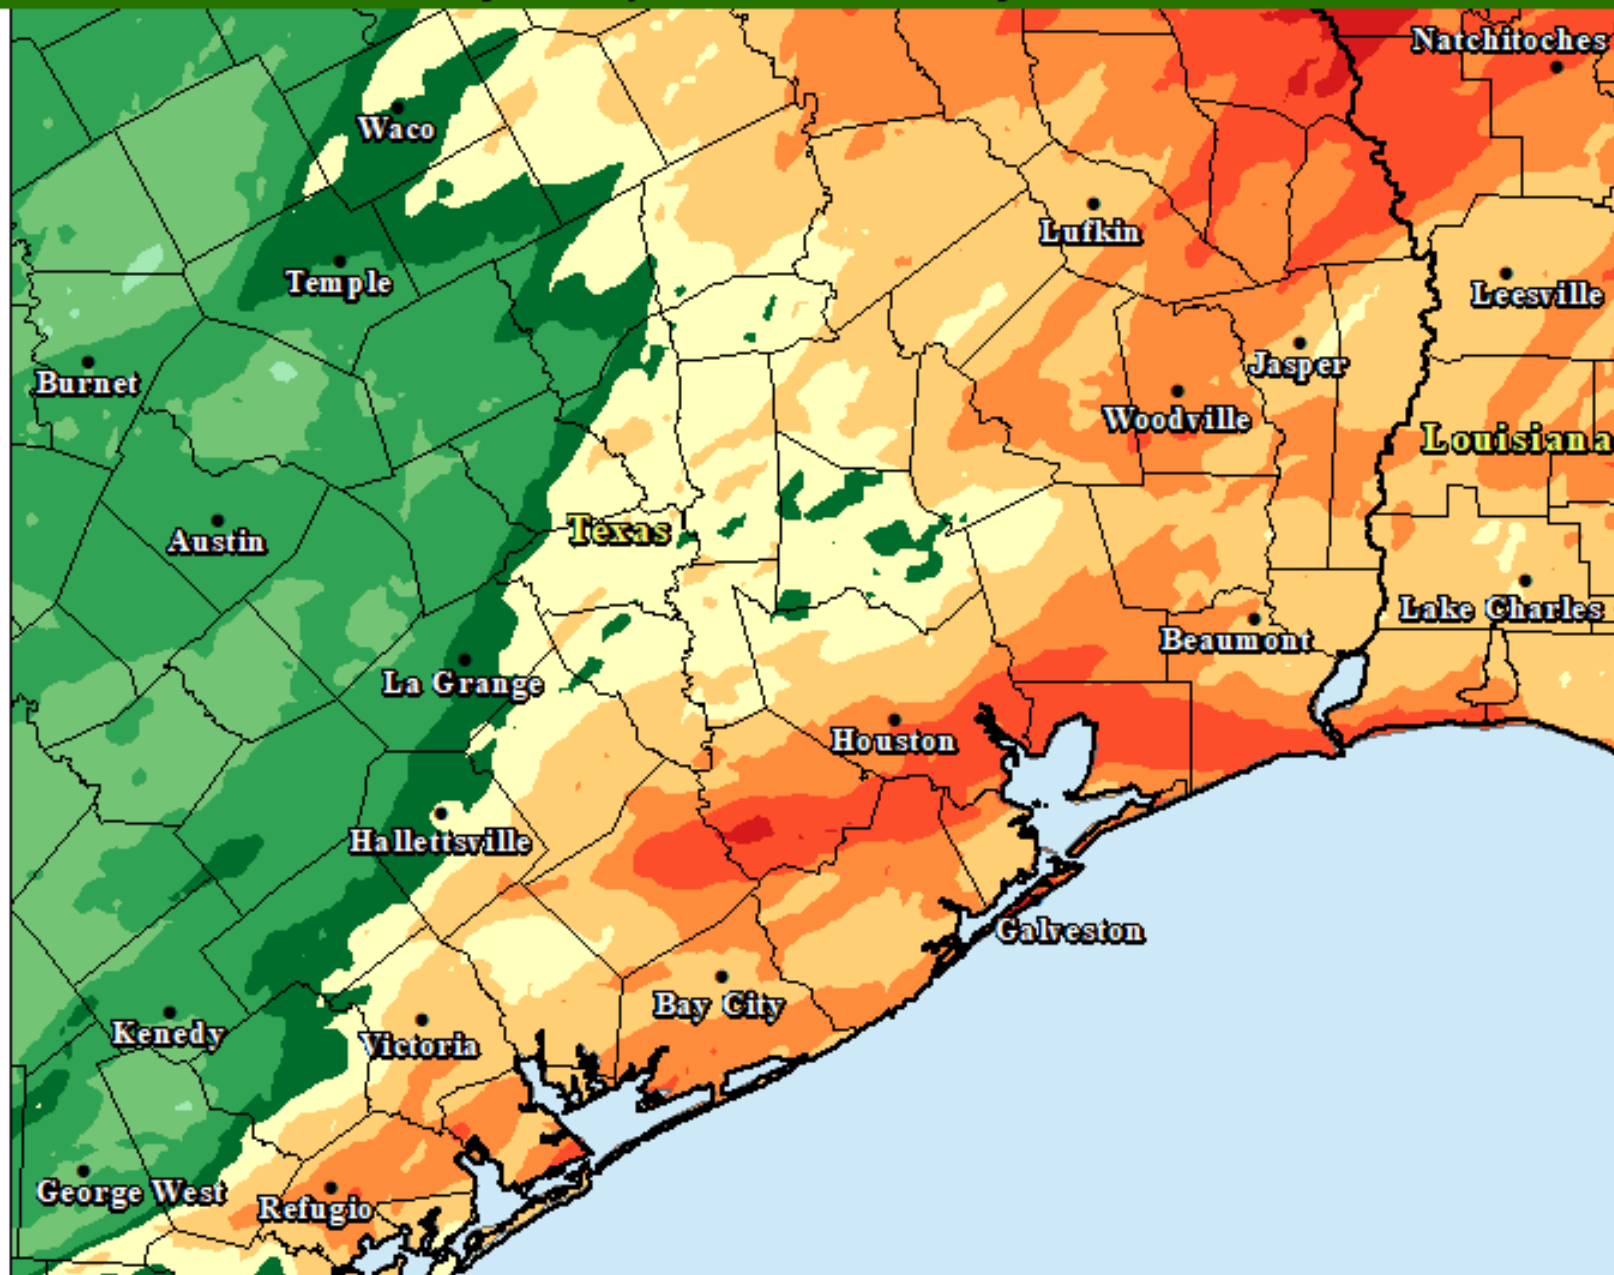 Natchitoches
Waco
Lufkin
Temple
Leesville
Jasper
Burnet
Woodville
Louisiana
Texas
Austin
Lake Charles
Beaumont
La Grange
Houston
Hallettsville
Galveston
Bay City
Kenedy
Victoria
George West
Refugio